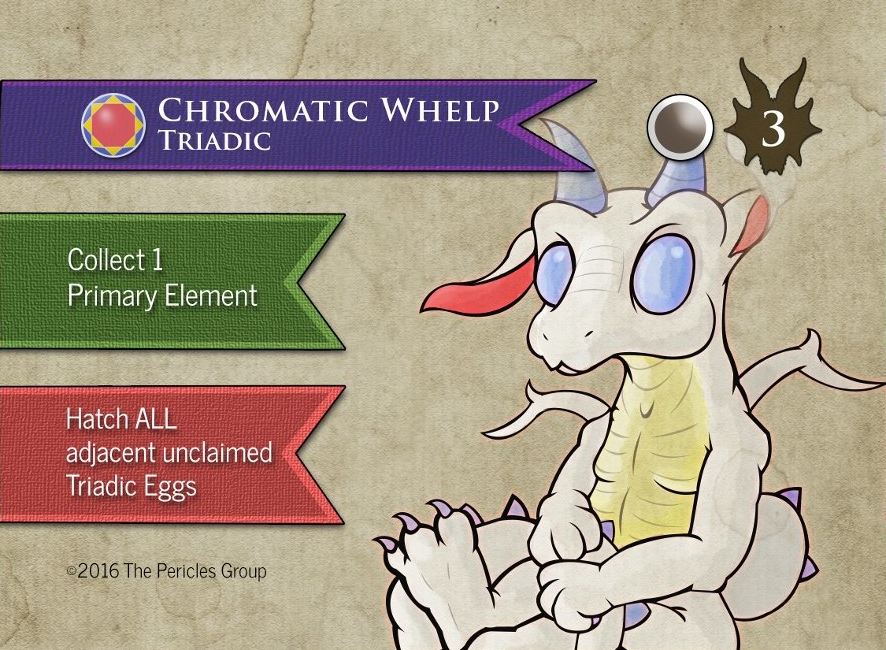 Chromatic Whelp
Triadic
3
Collect 1
Primary Element
Hatch ALL
adjacent unclaimed
Triadic Eggs
©2016 The Pericles Group